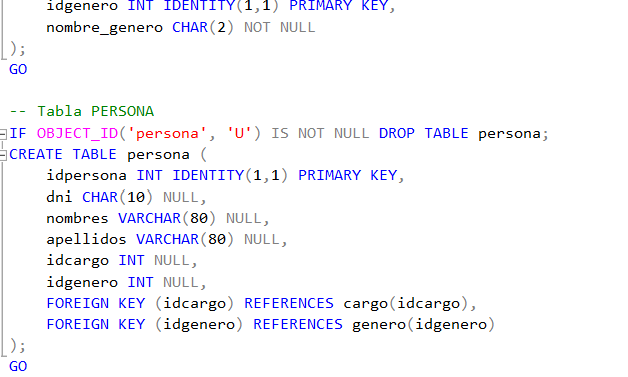 idgenero INT IDENTITY(1,1) PRIMARY KEY,
nombre_genero CHAR(2) NOT NULL
);
GO
-- Tabla PERSONA
IF OBJECT_ID('persona', 'U') IS NOT NULL DROP TABLE persona;
CREATE TABLE persona (
idpersona INT IDENTITY(1,1) PRIMARY KEY,
dni CHAR(10) NULL,
nombres VARCHAR(80) NULL,
apellidos VARCHAR(80) NULL,
idcargo INT NULL,
idgenero INT NULL,
FOREIGN KEY (idcargo) REFERENCES cargo(idcargo),
FOREIGN KEY (idgenero) REFERENCES genero(idgenero)
);
GO